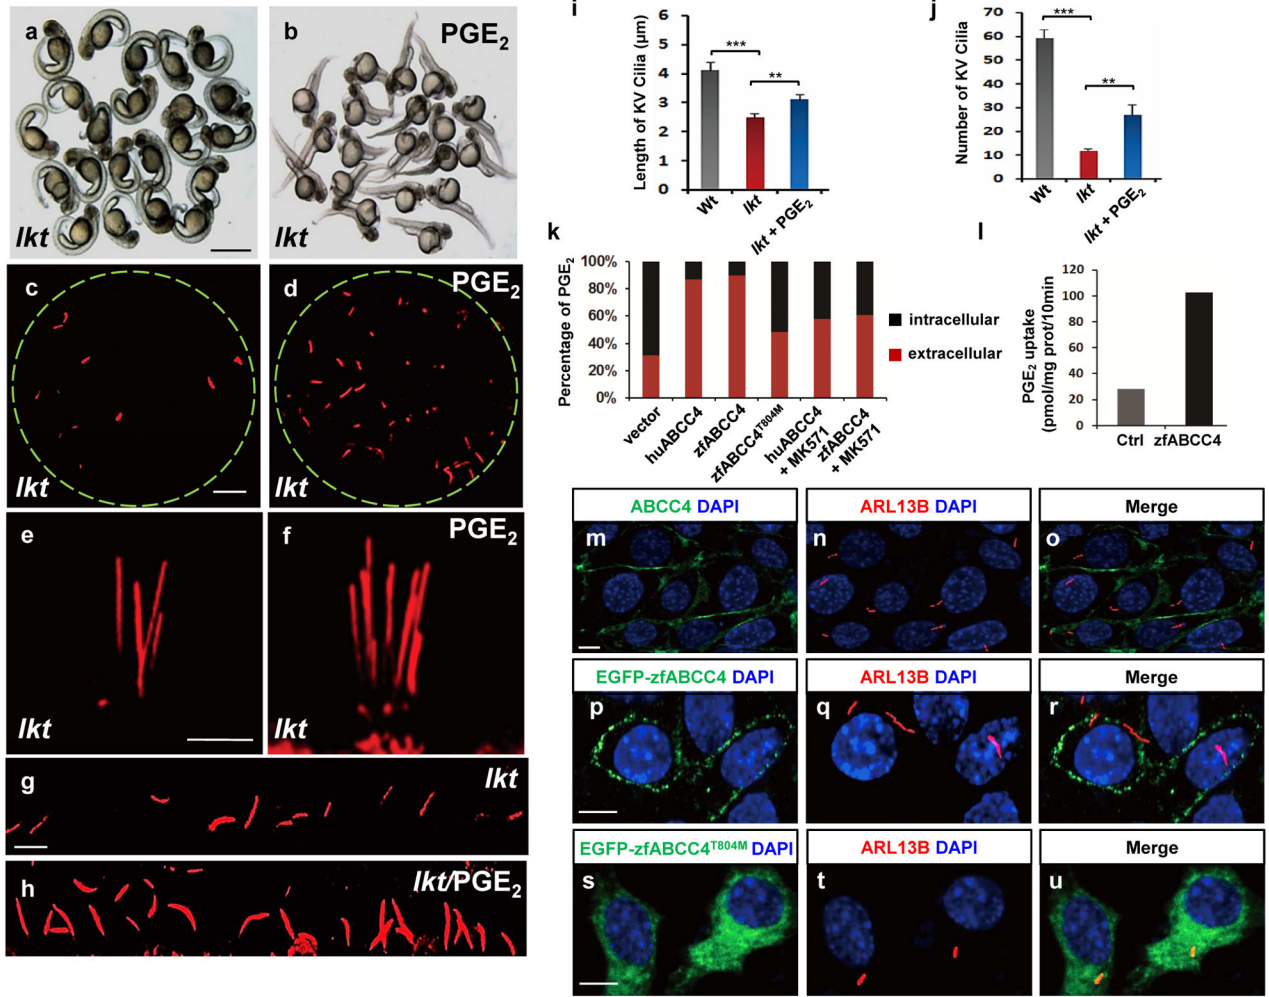 a
lkt
b
PGE2
lkt
c
lkt
d
PGE2
lkt
e
lkt
f
PGE2
lkt
g
lkt
h
lkt/PGE2
i
Length of KV Cilia (µm)
6
5
4
3
2
1
0
***
**
Wt
lkt
lkt + PGE2
j
Number of KV Cilia
70
60
50
40
30
20
10
0
***
**
Wt
lkt
lkt + PGE2
k
Percentage of PGE2
100%
80%
60%
40%
20%
0%
vector
huABCC4
zfABCC4
zfABCC4T804M
huABCC4
+ MK571
zfABCC4
+ MK571
intracellular
extracellular
l
PGE2 uptake
(pmol/mg prot/10min
120
100
80
60
40
20
0
Ctrl
zfABCC4
ABCC4 DAPI
ARL13B DAPI
Merge
m
n
o
EGFP-zfABCC4 DAPI
ARL13B DAPI
Merge
p
q
r
EGFP-zfABCC4T804M DAPI
ARL13B DAPI
Merge
s
t
u